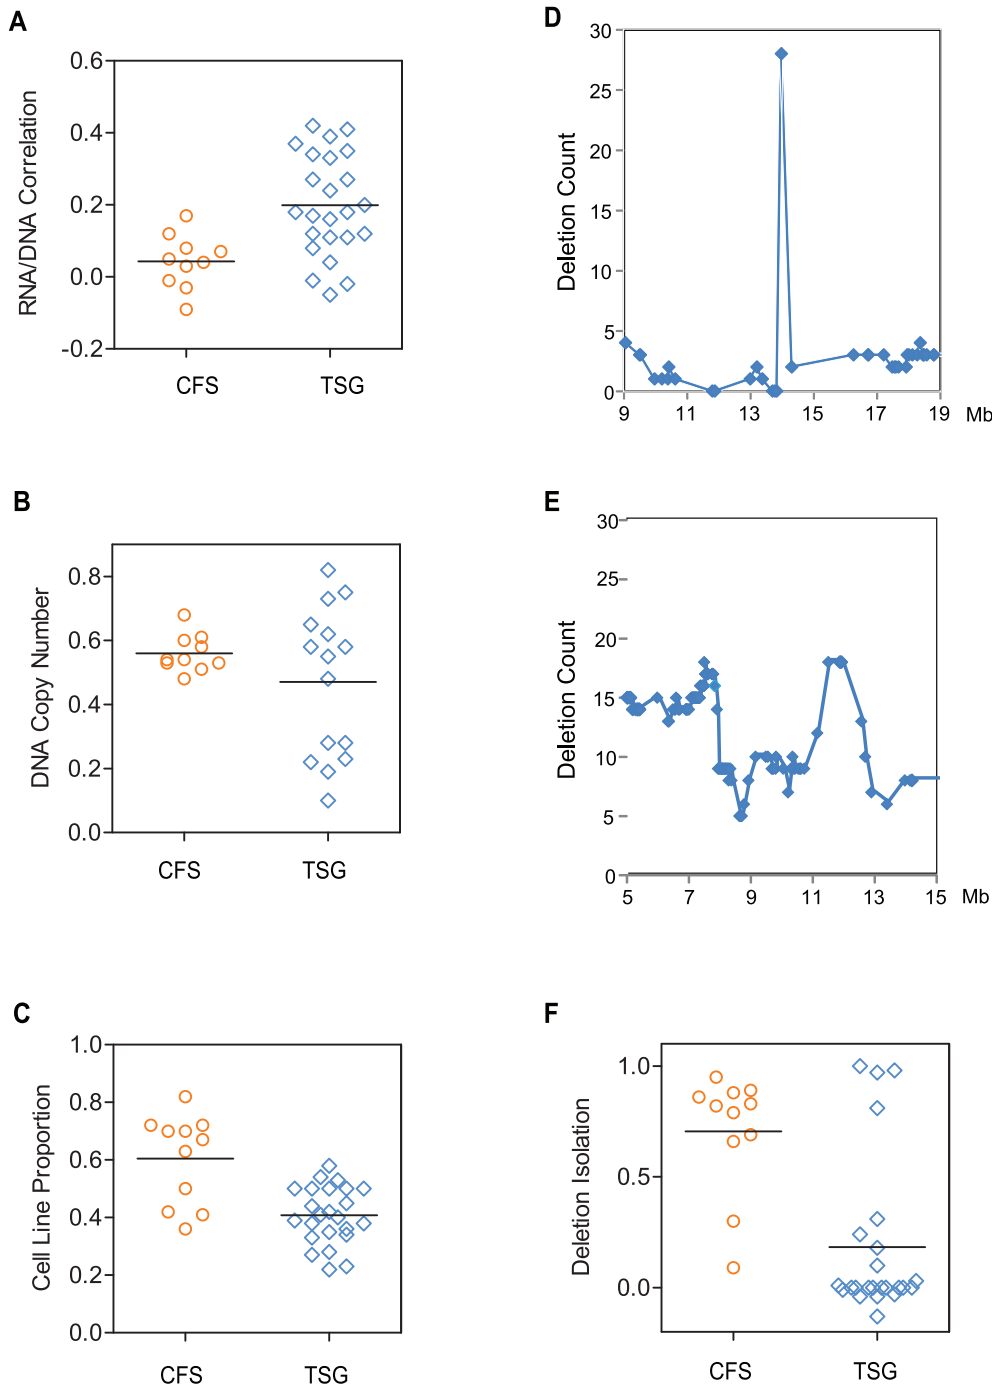 A
0.6
0.4
0.2
0.0
-0.2
RNA/DNA Correlation
CFS TSG
B
0.8
0.6
0.4
0.2
0.0
DNA Copy Number
CFS TSG
C
1.0
0.8
0.6
0.4
0.2
0.0
Cell Line Proportion
CFS TSG
D
30
25
20
15
10
5
0
Deletion Count
9 11 13 15 17 19 Mb
E
30
25
20
15
10
5
0
Deletion Count
5 7 9 11 13 15 Mb
F
1.0
0.5
0.0
Deletion Isolation
CFS TSG